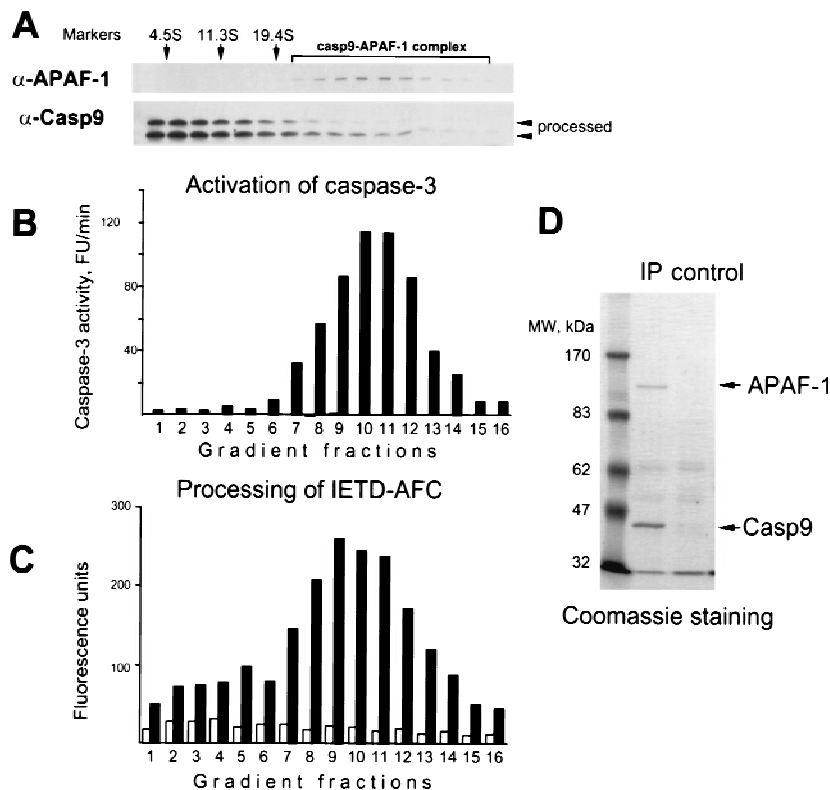 A
Markers 4.5S 11.3S 19.4S casp9-APAF-1 complex
α-APAF-1
α-Casp9
processed
Activation of caspase-3
B
Caspase-3 activity, FU/min
120
80
40
1 2 3 4 5 6 7 8 9 10 11 12 13 14 15 16
Gradient fractions
Processing of IETD-AFC
C
Fluorescence units
300
200
100
1 2 3 4 5 6 7 8 9 10 11 12 13 14 15 16
Gradient fractions
D
IP control
MW, kDa
170
APAF-1
83
62
47
Casp9
32
Coomassie staining